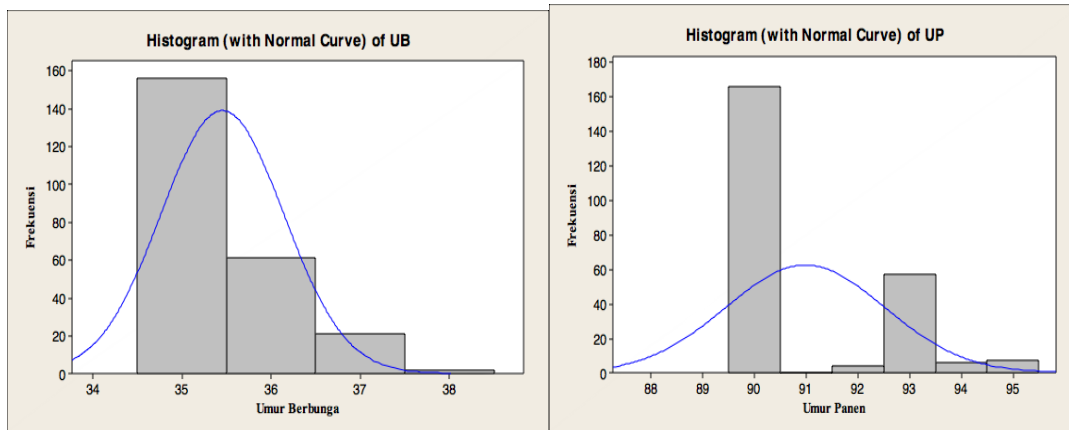 Histogram (with Normal Curve) of UB
Frekuensi
160
140
120
100
80
60
40
20
0
34 35 36 37 38
Umur Berbunga
Histogram (with Normal Curve) of UP
Frekuensi
180
160
140
120
100
80
60
40
20
0
88 89 90 91 92 93 94 95
Umur Panen